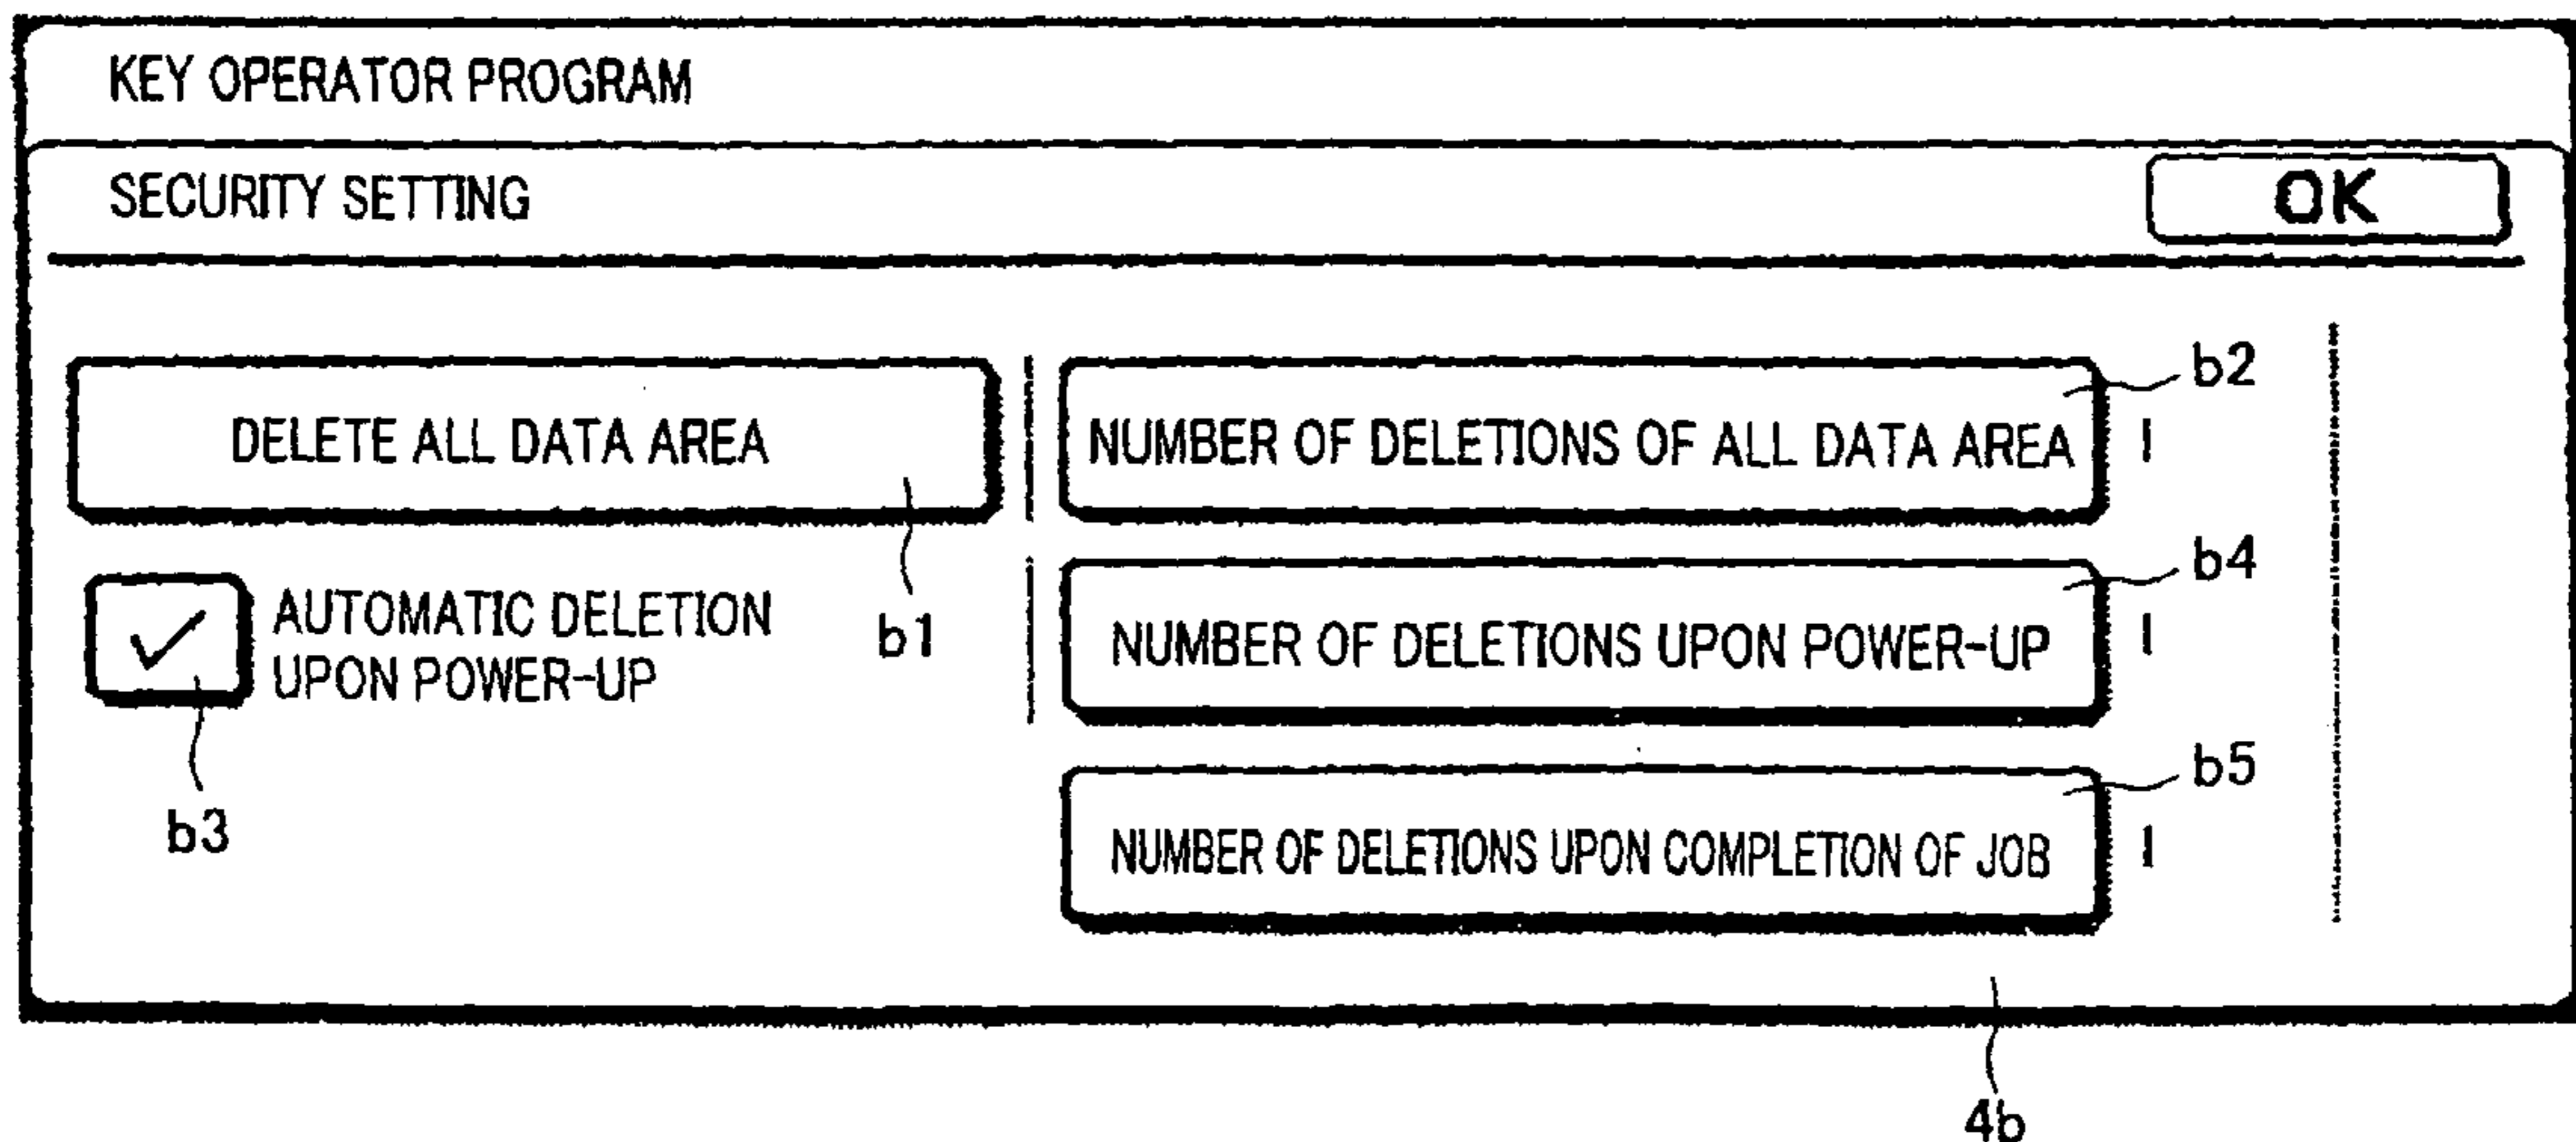 KEY OPERATOR PROGRAM
SECURITY SETTING
OK
DELETE ALL DATA AREA
b1
NUMBER OF DELETIONS OF ALL DATA AREA
1
b2
AUTOMATIC DELETION
UPON POWER-UP
b3
NUMBER OF DELETIONS UPON POWER-UP
1
b4
NUMBER OF DELETIONS UPON COMPLETION OF JOB
1
b5
4b